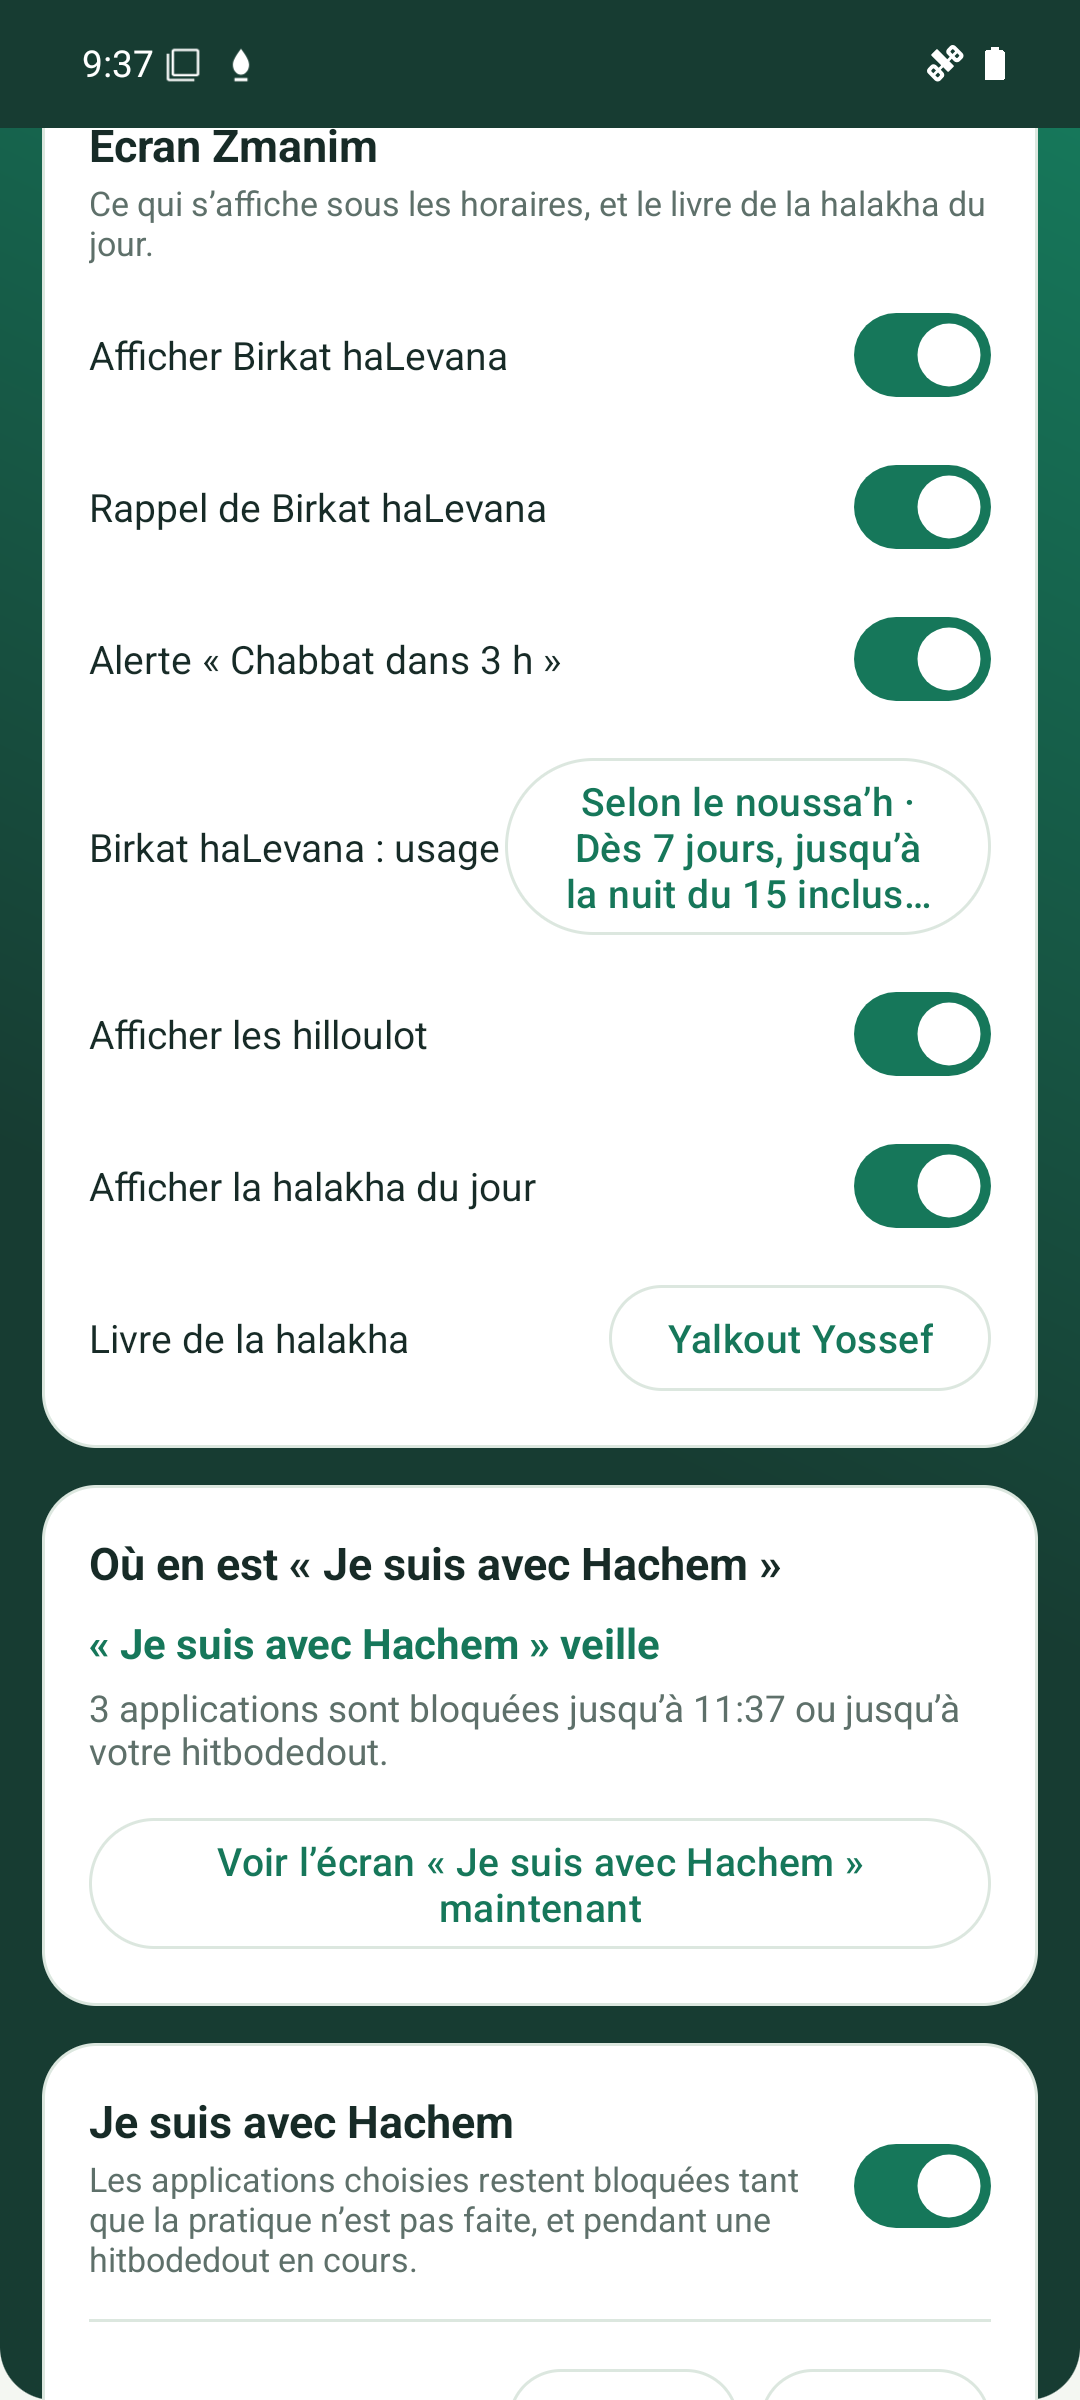 9:37
Écran Zmanim
Ce qui s’affiche sous les horaires, et le livre de la halakha du
jour.
Afficher Birkat haLevana
Rappel de Birkat haLevana
Alerte « Chabbat dans 3 h »
Birkat haLevana : usage
Selon le noussa’h ·
Dès 7 jours, jusqu’à
la nuit du 15 inclus…
Afficher les hilloulot
Afficher la halakha du jour
Livre de la halakha
Yalkout Yossef
Où en est « Je suis avec Hachem »
« Je suis avec Hachem » veille
3 applications sont bloquées jusqu’à 11:37 ou jusqu’à
votre hitbodedout.
Voir l’écran « Je suis avec Hachem »
maintenant
Je suis avec Hachem
Les applications choisies restent bloquées tant
que la pratique n’est pas faite, et pendant une
hitbodedout en cours.